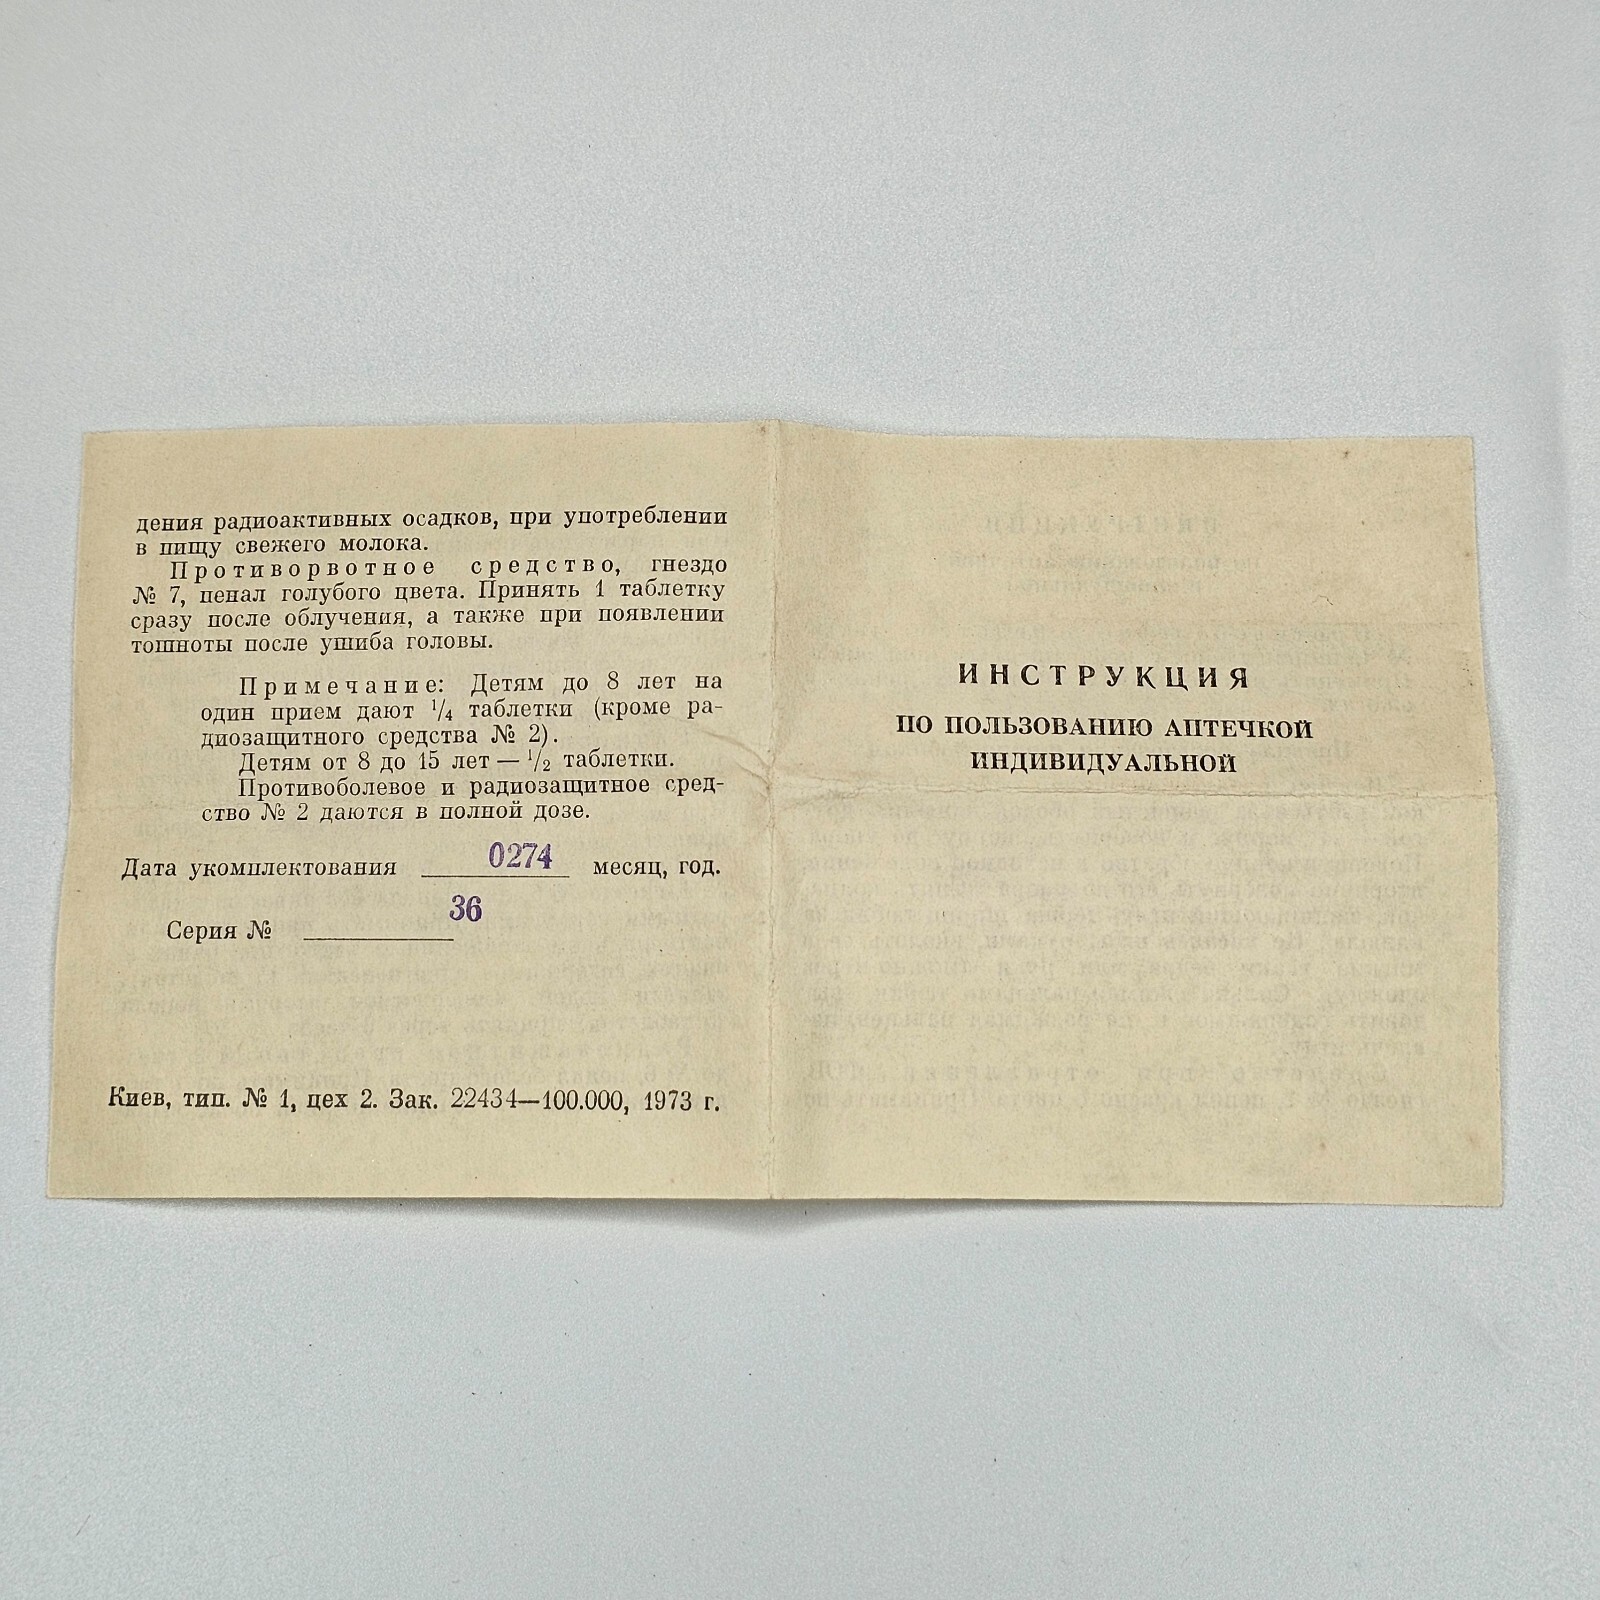 дения радиоактивных осадков, при употреблении
в пищу свежего молока.
Противорвотное средство, гнездо
№ 7, пенал голубого цвета. Принять 1 таблетку
сразу после облучения, а также при появлении
тошноты после ушиба головы.
Примечание: Детям до 8 лет на
один прием дают 1/4 таблетки (кроме ра-
диозащитного средства № 2).
Детям от 8 до 15 лет — 1/2 таблетки.
Противоболевое и радиозащитное сред-
ство № 2 даются в полной дозе.
Дата укомплектования 0274 месяц, год.
Серия № 36
Киев, тип. № 1, цех 2. Зак. 22434—100.000, 1973 г.
ИНСТРУКЦИЯ
ПО ПОЛЬЗОВАНИЮ АПТЕЧКОЙ
ИНДИВИДУАЛЬНОЙ